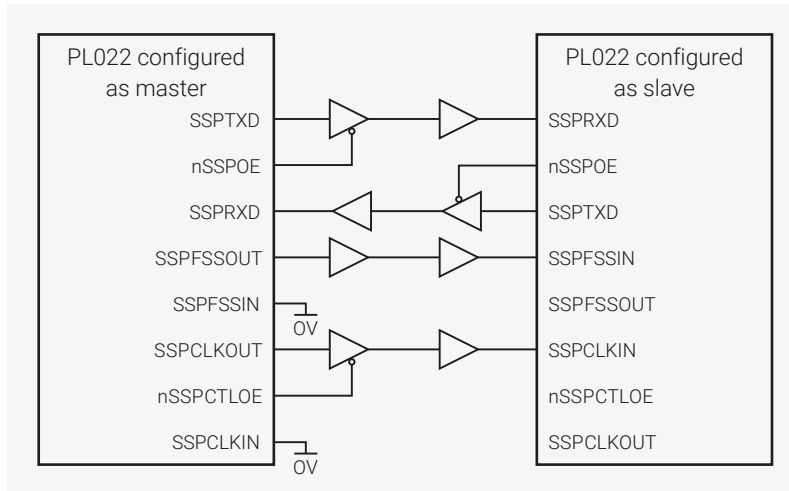 PL022 configured
as master
SSPTXD
nSSPOE
SSPRXD
SSPFSSOUT
SSPFSSIN
0V
SSPCLKOUT
nSSPCTLOE
SSPCLKIN
0V
PL022 configured
as slave
SSPRXD
nSSPOE
SSPTXD
SSPFSSIN
SSPFSSOUT
SSPCLKIN
nSSPCTLOE
SSPCLKOUT